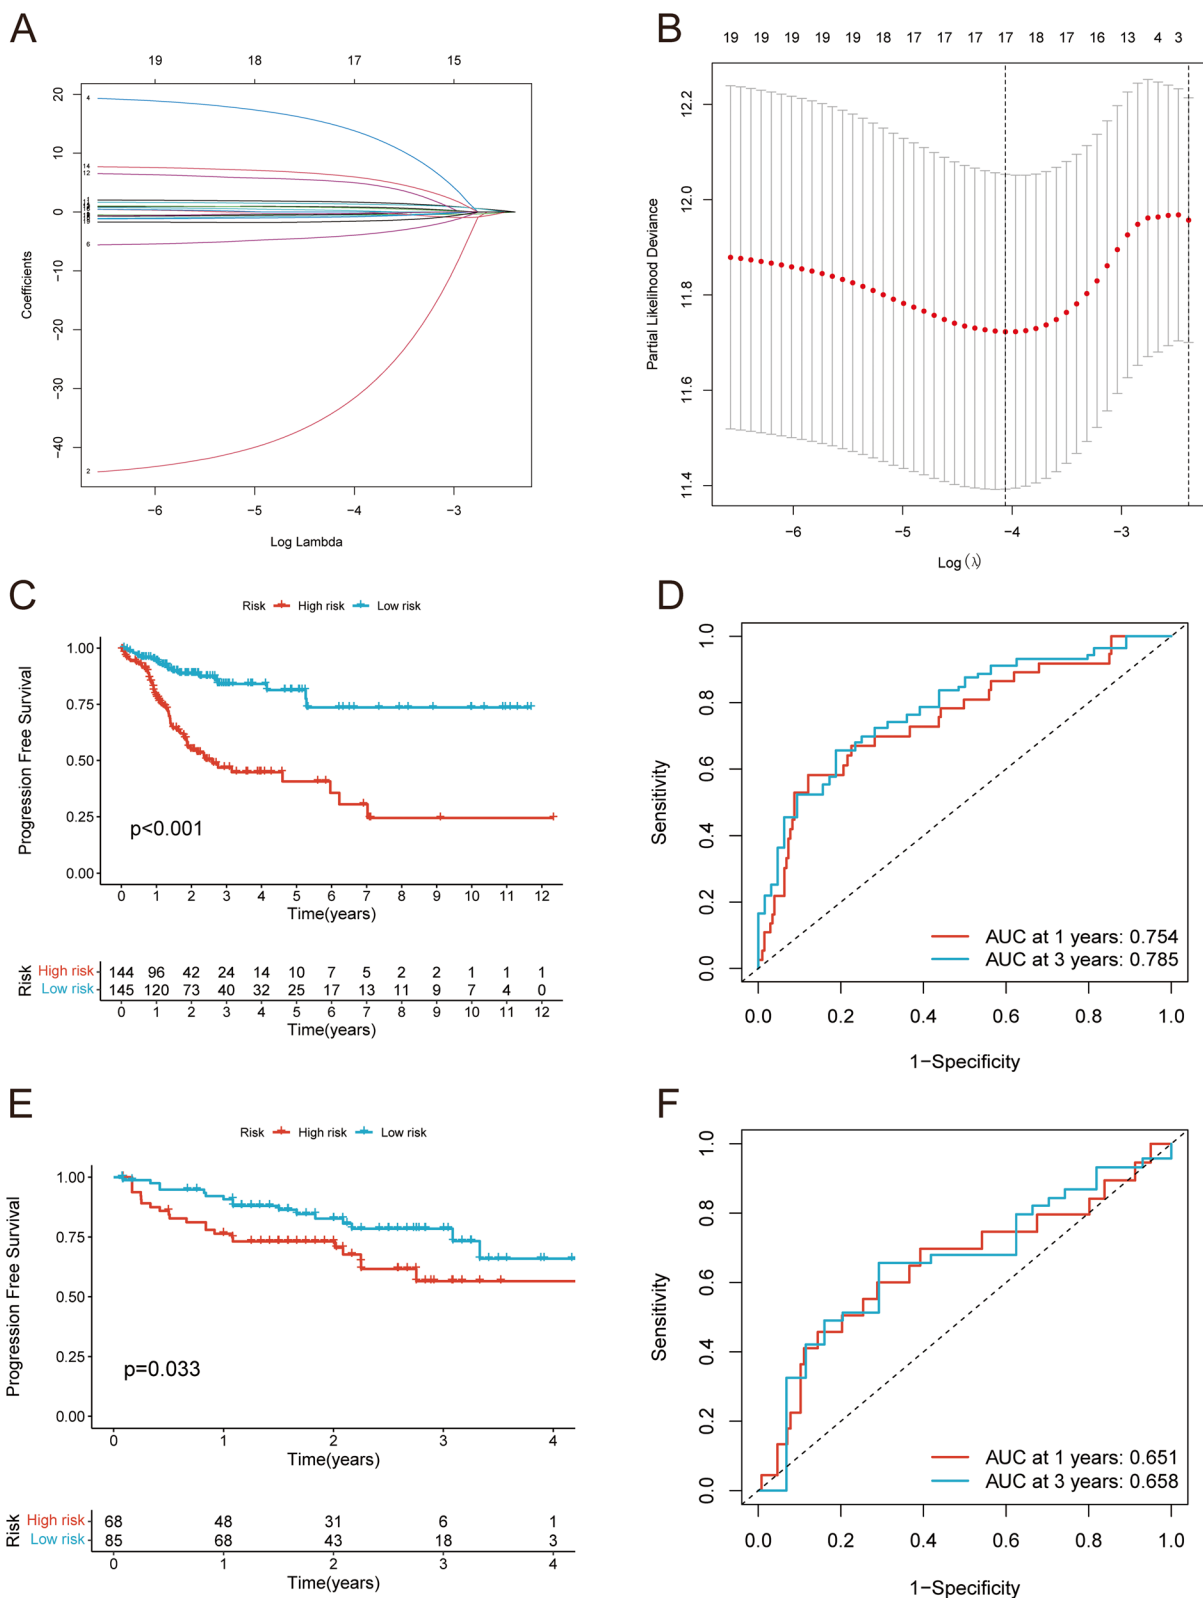 A
19 18 17 15
20
10
0
−10
−20
−30
−40
Coefficients
4
14
12
6
2
−6 −5 −4 −3
Log Lambda
B
19 19 19 19 19 18 17 17 17 17 18 17 16 13 4 3
12.2
12.0
11.8
11.6
11.4
Partial Likelihood Deviance
−6 −5 −4 −3
Log (λ)
C
Risk High risk Low risk
1.00
0.75
0.50
0.25
0.00
Progression Free Survival
p<0.001
0 1 2 3 4 5 6 7 8 9 10 11 12
Time(years)
Risk
High risk 144 96 42 24 14 10 7 5 2 2 1 1 1
Low risk 145 120 73 40 32 25 17 13 11 9 7 4 0
0 1 2 3 4 5 6 7 8 9 10 11 12
Time(years)
D
1.0
0.8
0.6
0.4
0.2
0.0
Sensitivity
AUC at 1 years: 0.754
AUC at 3 years: 0.785
0.0 0.2 0.4 0.6 0.8 1.0
1−Specificity
E
Risk High risk Low risk
1.00
0.75
0.50
0.25
0.00
Progression Free Survival
p=0.033
0 1 2 3 4
Time(years)
Risk
High risk 68 48 31 6 1
Low risk 85 68 43 18 3
0 1 2 3 4
Time(years)
F
1.0
0.8
0.6
0.4
0.2
0.0
Sensitivity
AUC at 1 years: 0.651
AUC at 3 years: 0.658
0.0 0.2 0.4 0.6 0.8 1.0
1−Specificity